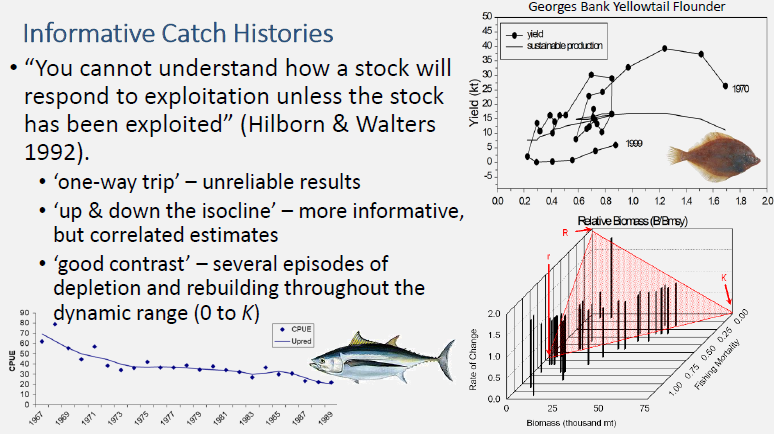 Informative Catch Histories
• “You cannot understand how a stock will
respond to exploitation unless the stock
has been exploited” (Hilborn & Walters
1992).
• ‘one-way trip’ – unreliable results
• ‘up & down the isocline’ – more informative,
but correlated estimates
• ‘good contrast’ – several episodes of
depletion and rebuilding throughout the
dynamic range (0 to K)
Georges Bank Yellowtail Flounder
50
45
40
35
30
25
20
15
10
5
0
-5
Yield (kt)
yield
sustainable production
1970
1999
0.0 0.2 0.4 0.6 0.8 1.0 1.2 1.4 1.6 1.8 2.0
Relative Biomass (B/Bmsy)
R
r
K
2.0
1.5
1.0
0.5
0.0
Rate of Change
0 25 50 75
Biomass (thousand mt)
1.00 0.75 0.50 0.25 0.00
Fishing Mortality
90
80
70
60
50
40
30
20
10
0
CPUE
CPUE
Upred
1967 1969 1971 1973 1975 1977 1979 1981 1983 1985 1987 1989